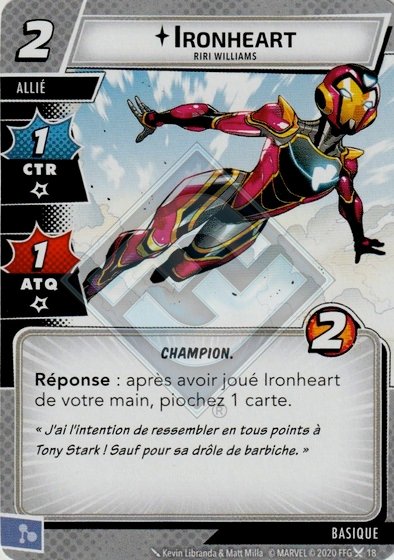 2
IRONHEART
RIRI WILLIAMS
ALLIÉ
1
CTR
1
ATQ
2
CHAMPION.
Réponse : après avoir joué Ironheart
de votre main, piochez 1 carte.
« J'ai l'intention de ressembler en tous points à
Tony Stark ! Sauf pour sa drôle de barbiche. »
®
BASIQUE
Kevin Libranda & Matt Milla © MARVEL © 2020 FFG 18